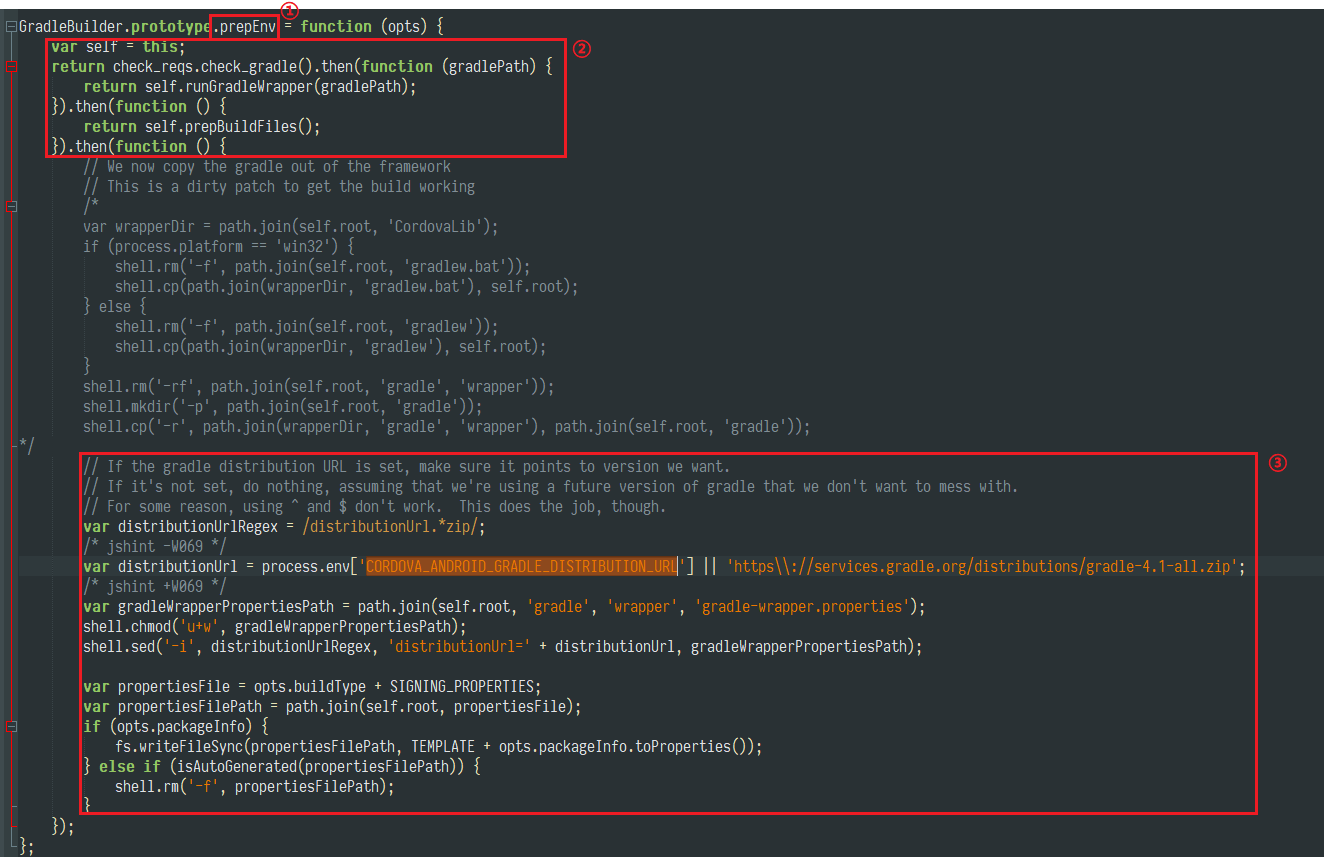 ①
GradleBuilder.prototype.prepEnv = function (opts) {
    var self = this;
②
    return check_reqs.check_gradle().then(function (gradlePath) {
        return self.runGradleWrapper(gradlePath);
    }).then(function () {
        return self.prepBuildFiles();
    }).then(function () {
        // We now copy the gradle out of the framework
        // This is a dirty patch to get the build working
        /*
        var wrapperDir = path.join(self.root, 'CordovaLib');
        if (process.platform == 'win32') {
            shell.rm('-f', path.join(self.root, 'gradlew.bat'));
            shell.cp(path.join(wrapperDir, 'gradlew.bat'), self.root);
        } else {
            shell.rm('-f', path.join(self.root, 'gradlew'));
            shell.cp(path.join(wrapperDir, 'gradlew'), self.root);
        }
        shell.rm('-rf', path.join(self.root, 'gradle', 'wrapper'));
        shell.mkdir('-p', path.join(self.root, 'gradle'));
        shell.cp('-r', path.join(wrapperDir, 'gradle', 'wrapper'), path.join(self.root, 'gradle'));
*/
③
        // If the gradle distribution URL is set, make sure it points to version we want.
        // If it's not set, do nothing, assuming that we're using a future version of gradle that we don't want to mess with.
        // For some reason, using ^ and $ don't work.  This does the job, though.
        var distributionUrlRegex = /distributionUrl.*zip/;
        /* jshint -W069 */
        var distributionUrl = process.env['CORDOVA_ANDROID_GRADLE_DISTRIBUTION_URL'] || 'https\\://services.gradle.org/distributions/gradle-4.1-all.zip';
        /* jshint +W069 */
        var gradleWrapperPropertiesPath = path.join(self.root, 'gradle', 'wrapper', 'gradle-wrapper.properties');
        shell.chmod('u+w', gradleWrapperPropertiesPath);
        shell.sed('-i', distributionUrlRegex, 'distributionUrl=' + distributionUrl, gradleWrapperPropertiesPath);

        var propertiesFile = opts.buildType + SIGNING_PROPERTIES;
        var propertiesFilePath = path.join(self.root, propertiesFile);
        if (opts.packageInfo) {
            fs.writeFileSync(propertiesFilePath, TEMPLATE + opts.packageInfo.toProperties());
        } else if (isAutoGenerated(propertiesFilePath)) {
            shell.rm('-f', propertiesFilePath);
        }
    });
};